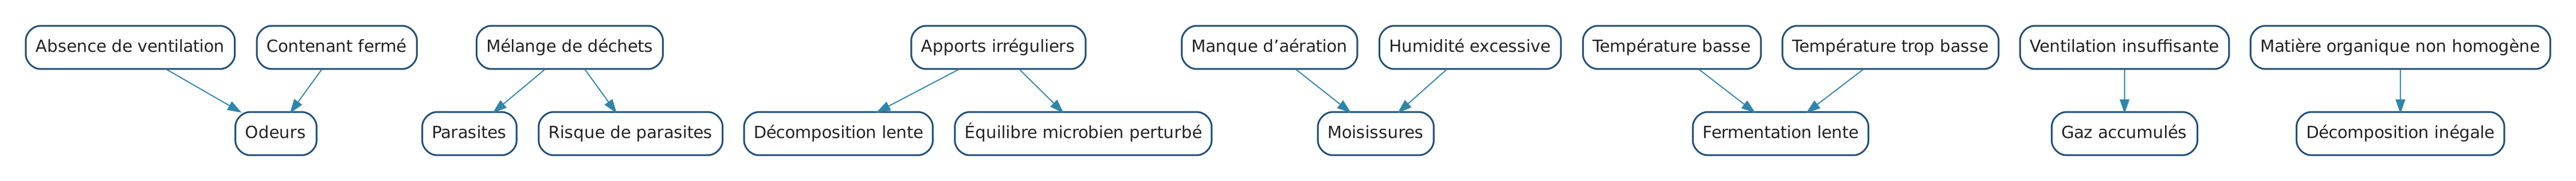 Absence de ventilation
Contenant fermé
Mélange de déchets
Apports irréguliers
Manque d’aération
Humidité excessive
Température basse
Température trop basse
Ventilation insuffisante
Matière organique non homogène
Odeurs
Parasites
Risque de parasites
Décomposition lente
Équilibre microbien perturbé
Moisissures
Fermentation lente
Gaz accumulés
Décomposition inégale